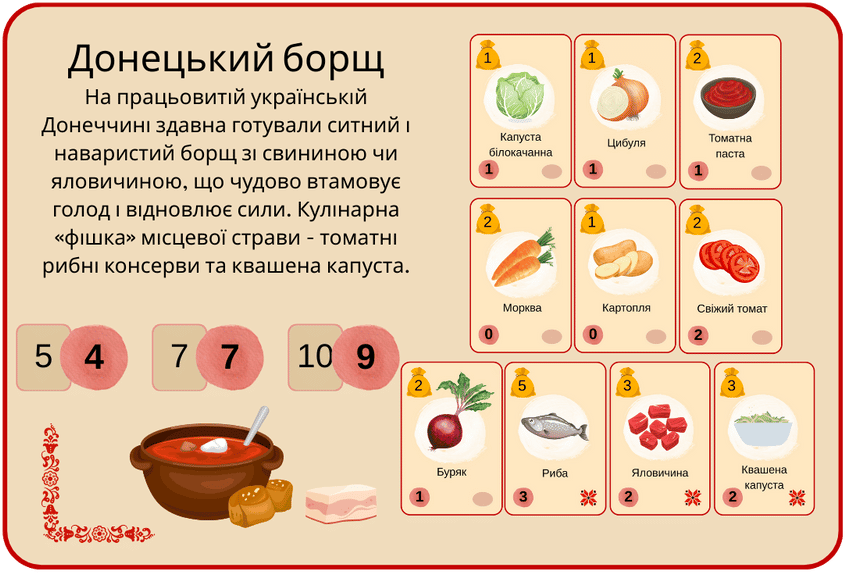 Донецький борщ
На працьовитій українській
Донеччині здавна готували ситний і
наваристий борщ зі свининою чи
яловичиною, що чудово втамовує
голод і відновлює сили. Кулінарна
«фішка» місцевої страви - томатні
рибні консерви та квашена капуста.
5 4 7 7 10 9
1 1 2
Капуста
білокачанна
Цибуля
Томатна
паста
1 1 1
2 1 2
Морква Картопля Свіжий томат
0 0 2
2 5 3 3
Буряк Риба Яловичина
Квашена
капуста
1 3 2 2